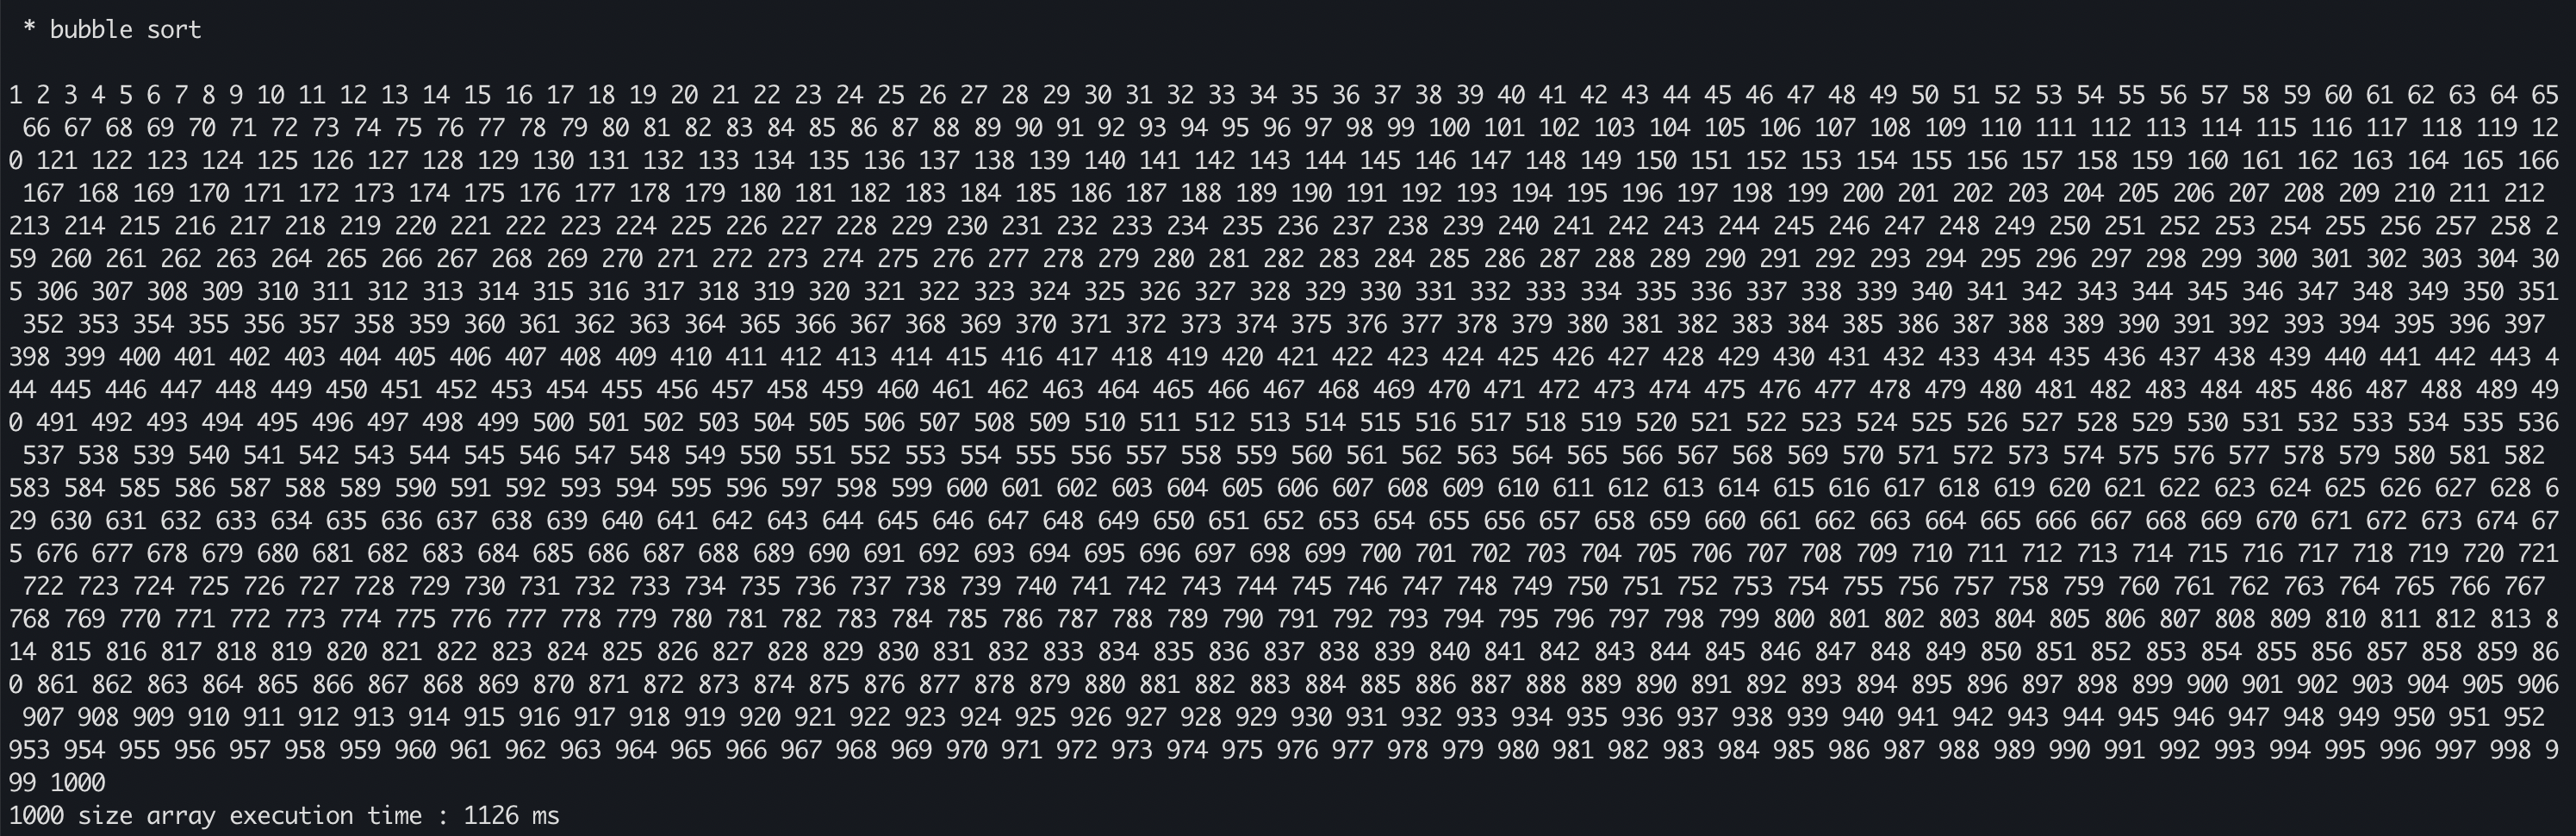 * bubble sort
1 2 3 4 5 6 7 8 9 10 11 12 13 14 15 16 17 18 19 20 21 22 23 24 25 26 27 28 29 30 31 32 33 34 35 36 37 38 39 40 41 42 43 44 45 46 47 48 49 50 51 52 53 54 55 56 57 58 59 60 61 62 63 64 65
66 67 68 69 70 71 72 73 74 75 76 77 78 79 80 81 82 83 84 85 86 87 88 89 90 91 92 93 94 95 96 97 98 99 100 101 102 103 104 105 106 107 108 109 110 111 112 113 114 115 116 117 118 119 12
0 121 122 123 124 125 126 127 128 129 130 131 132 133 134 135 136 137 138 139 140 141 142 143 144 145 146 147 148 149 150 151 152 153 154 155 156 157 158 159 160 161 162 163 164 165 166
167 168 169 170 171 172 173 174 175 176 177 178 179 180 181 182 183 184 185 186 187 188 189 190 191 192 193 194 195 196 197 198 199 200 201 202 203 204 205 206 207 208 209 210 211 212
213 214 215 216 217 218 219 220 221 222 223 224 225 226 227 228 229 230 231 232 233 234 235 236 237 238 239 240 241 242 243 244 245 246 247 248 249 250 251 252 253 254 255 256 257 258 2
59 260 261 262 263 264 265 266 267 268 269 270 271 272 273 274 275 276 277 278 279 280 281 282 283 284 285 286 287 288 289 290 291 292 293 294 295 296 297 298 299 300 301 302 303 304 30
5 306 307 308 309 310 311 312 313 314 315 316 317 318 319 320 321 322 323 324 325 326 327 328 329 330 331 332 333 334 335 336 337 338 339 340 341 342 343 344 345 346 347 348 349 350 351
352 353 354 355 356 357 358 359 360 361 362 363 364 365 366 367 368 369 370 371 372 373 374 375 376 377 378 379 380 381 382 383 384 385 386 387 388 389 390 391 392 393 394 395 396 397
398 399 400 401 402 403 404 405 406 407 408 409 410 411 412 413 414 415 416 417 418 419 420 421 422 423 424 425 426 427 428 429 430 431 432 433 434 435 436 437 438 439 440 441 442 443 4
44 445 446 447 448 449 450 451 452 453 454 455 456 457 458 459 460 461 462 463 464 465 466 467 468 469 470 471 472 473 474 475 476 477 478 479 480 481 482 483 484 485 486 487 488 489 49
0 491 492 493 494 495 496 497 498 499 500 501 502 503 504 505 506 507 508 509 510 511 512 513 514 515 516 517 518 519 520 521 522 523 524 525 526 527 528 529 530 531 532 533 534 535 536
537 538 539 540 541 542 543 544 545 546 547 548 549 550 551 552 553 554 555 556 557 558 559 560 561 562 563 564 565 566 567 568 569 570 571 572 573 574 575 576 577 578 579 580 581 582
583 584 585 586 587 588 589 590 591 592 593 594 595 596 597 598 599 600 601 602 603 604 605 606 607 608 609 610 611 612 613 614 615 616 617 618 619 620 621 622 623 624 625 626 627 628 6
29 630 631 632 633 634 635 636 637 638 639 640 641 642 643 644 645 646 647 648 649 650 651 652 653 654 655 656 657 658 659 660 661 662 663 664 665 666 667 668 669 670 671 672 673 674 67
5 676 677 678 679 680 681 682 683 684 685 686 687 688 689 690 691 692 693 694 695 696 697 698 699 700 701 702 703 704 705 706 707 708 709 710 711 712 713 714 715 716 717 718 719 720 721
722 723 724 725 726 727 728 729 730 731 732 733 734 735 736 737 738 739 740 741 742 743 744 745 746 747 748 749 750 751 752 753 754 755 756 757 758 759 760 761 762 763 764 765 766 767
768 769 770 771 772 773 774 775 776 777 778 779 780 781 782 783 784 785 786 787 788 789 790 791 792 793 794 795 796 797 798 799 800 801 802 803 804 805 806 807 808 809 810 811 812 813 8
14 815 816 817 818 819 820 821 822 823 824 825 826 827 828 829 830 831 832 833 834 835 836 837 838 839 840 841 842 843 844 845 846 847 848 849 850 851 852 853 854 855 856 857 858 859 86
0 861 862 863 864 865 866 867 868 869 870 871 872 873 874 875 876 877 878 879 880 881 882 883 884 885 886 887 888 889 890 891 892 893 894 895 896 897 898 899 900 901 902 903 904 905 906
907 908 909 910 911 912 913 914 915 916 917 918 919 920 921 922 923 924 925 926 927 928 929 930 931 932 933 934 935 936 937 938 939 940 941 942 943 944 945 946 947 948 949 950 951 952
953 954 955 956 957 958 959 960 961 962 963 964 965 966 967 968 969 970 971 972 973 974 975 976 977 978 979 980 981 982 983 984 985 986 987 988 989 990 991 992 993 994 995 996 997 998 9
99 1000
1000 size array execution time : 1126 ms